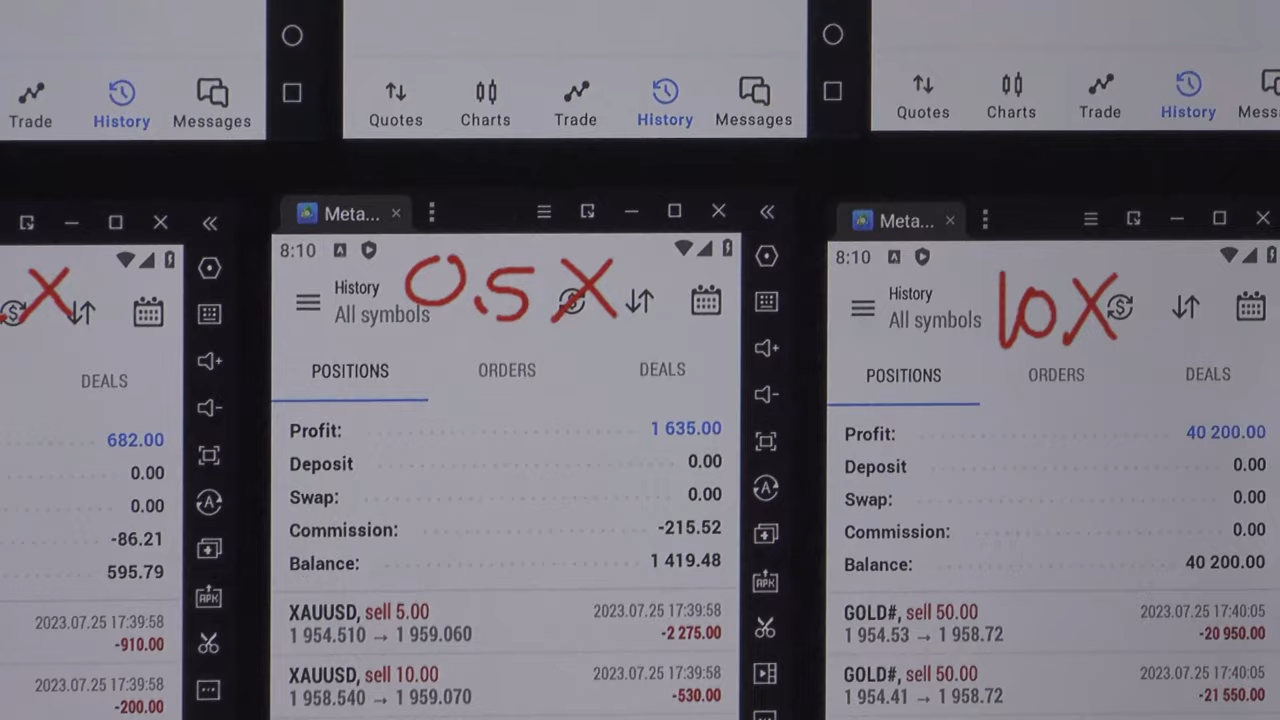 Trade
History
Messages
Quotes
Charts
Trade
History
Messages
Quotes
Charts
Trade
History
Mess
X
DEALS
682.00
0.00
0.00
-86.21
595.79
2023.07.25 17:39:58
-910.00
2023.07.25 17:39:58
-200.00
Meta...
8:10
History
All symbols
0.5X
POSITIONS
ORDERS
DEALS
Profit: 1 635.00
Deposit 0.00
Swap: 0.00
Commission: -215.52
Balance: 1 419.48
XAUUSD, sell 5.00 2023.07.25 17:39:58
1 954.510 → 1 959.060 -2 275.00
XAUUSD, sell 10.00 2023.07.25 17:39:58
1 958.540 → 1 959.070 -530.00
APK
APK
Meta...
8:10
History
All symbols
10X
POSITIONS
ORDERS
DEALS
Profit: 40 200.00
Deposit 0.00
Swap: 0.00
Commission: 0.00
Balance: 40 200.00
GOLD#, sell 50.00 2023.07.25 17:40:05
1 954.53 → 1 958.72 -20 950.00
GOLD#, sell 50.00 2023.07.25 17:40:05
1 954.41 → 1 958.72 -21 550.00